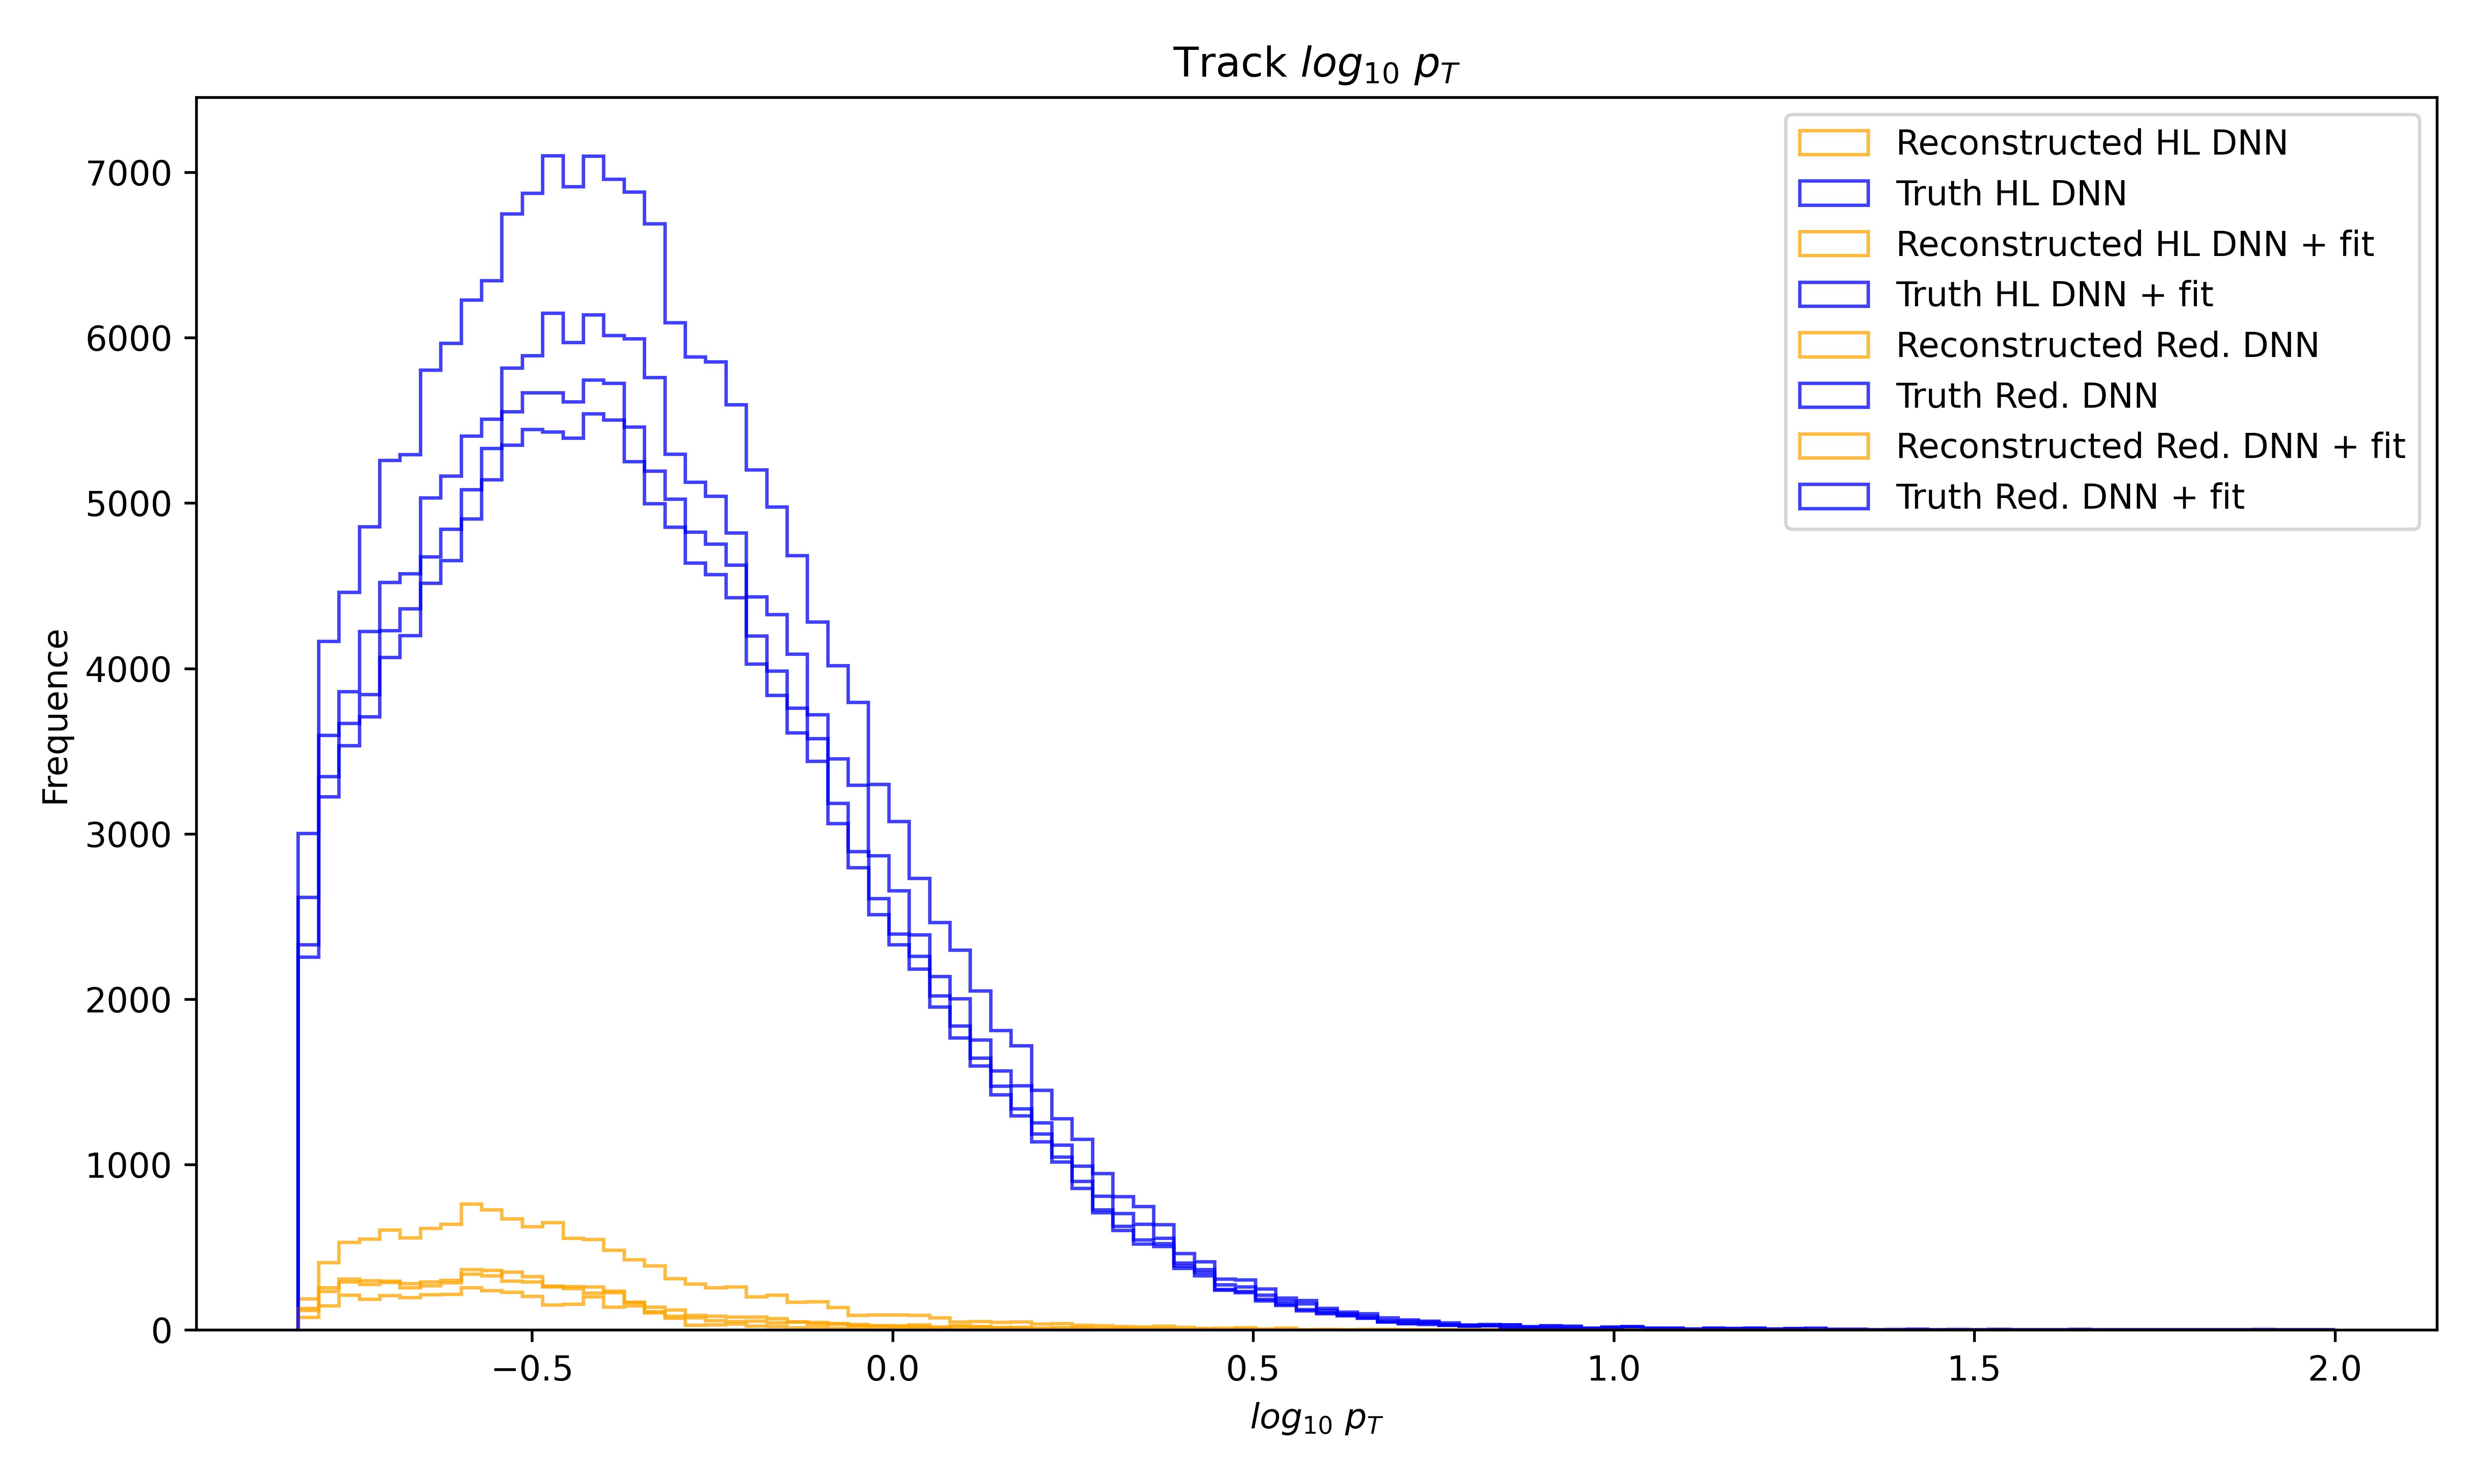 Track log₁₀ p_T
Reconstructed HL DNN
Truth HL DNN
Reconstructed HL DNN + fit
Truth HL DNN + fit
Reconstructed Red. DNN
Truth Red. DNN
Reconstructed Red. DNN + fit
Truth Red. DNN + fit
Frequence
7000
6000
5000
4000
3000
2000
1000
0
−0.5 0.0 0.5 1.0 1.5 2.0
log₁₀ p_T